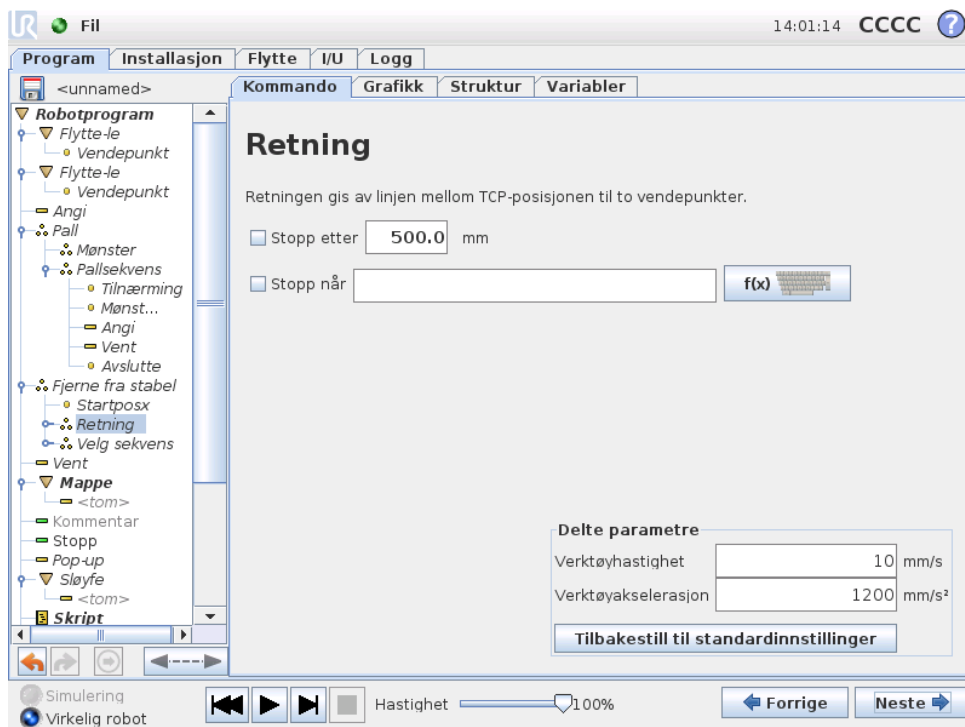 UR Fil 14:01:14 CCCC ?
Program Installasjon Flytte I/U Logg
<unnamed>
Kommando Grafikk Struktur Variabler
Robotprogram
Flytte-le
Vendepunkt
Flytte-le
Vendepunkt
Angi
Pall
Mønster
Pallsekvens
Tilnærming
Mønst...
Angi
Vent
Avslutte
Fjerne fra stabel
Startposx
Retning
Velg sekvens
Vent
Mappe
<tom>
Kommentar
Stopp
Pop-up
Sløyfe
<tom>
Skript
Retning
Retningen gis av linjen mellom TCP-posisjonen til to vendepunkter.
Stopp etter 500.0 mm
Stopp når f(x)
Delte parametre
Verktøyhastighet 10 mm/s
Verktøyakselerasjon 1200 mm/s²
Tilbakestill til standardinnstillinger
Simulering
Virkelig robot
Hastighet 100%
Forrige Neste